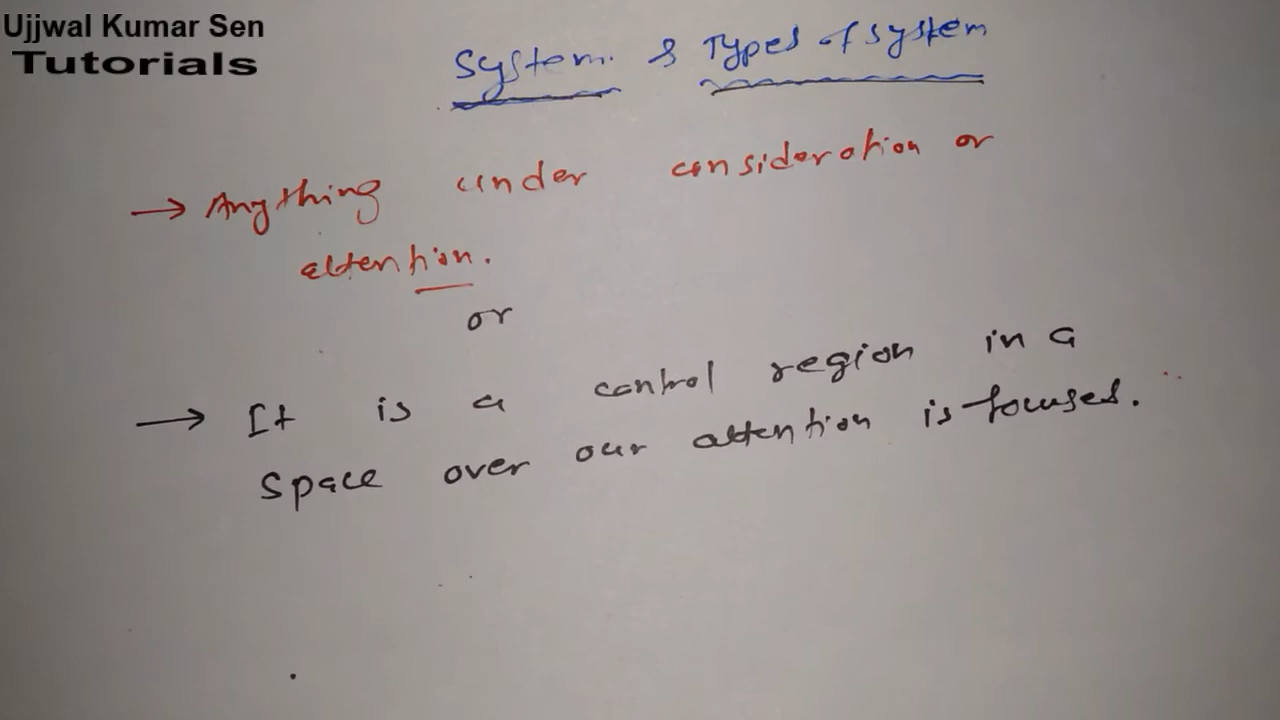 Ujjwal Kumar Sen
Tutorials
System & Types of system
→ Anything under consideration or
attention.
or
→ It is a control region in a
space over our attention is focuses.